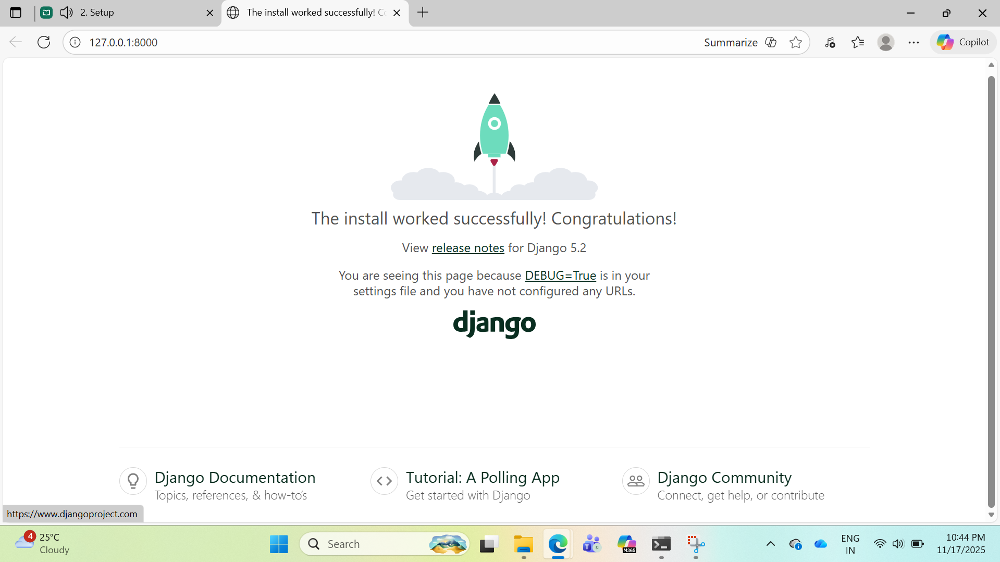 2. Setup
The install worked successfully! Co
127.0.0.1:8000
Summarize
Copilot
The install worked successfully! Congratulations!
View release notes for Django 5.2
You are seeing this page because DEBUG=True is in your
settings file and you have not configured any URLs.
django
Django Documentation
Topics, references, & how-to's
Tutorial: A Polling App
Get started with Django
Django Community
Connect, get help, or contribute
https://www.djangoproject.com
4
25°C
Cloudy
Search
T
SI
M365
ENG
IN
10:44 PM
11/17/2025